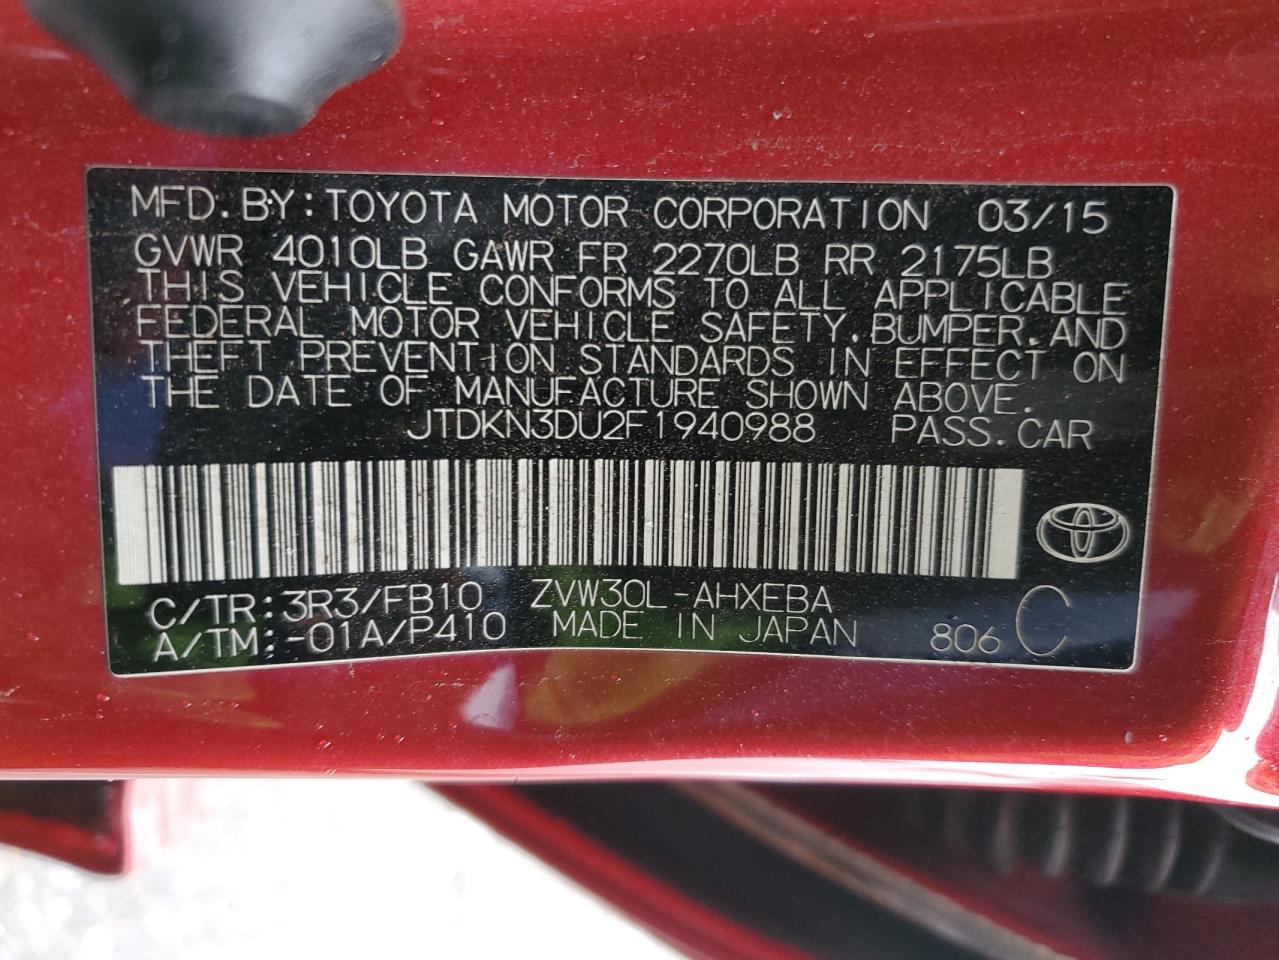 MFD. BY: TOYOTA MOTOR CORPORATION 03/15
GVWR 4010LB GAWR FR 2270LB RR 2175LB
THIS VEHICLE CONFORMS TO ALL APPLICABLE
FEDERAL MOTOR VEHICLE SAFETY, BUMPER, AND
THEFT PREVENTION STANDARDS IN EFFECT ON
THE DATE OF MANUFACTURE SHOWN ABOVE.
JTDKN3DU2F1940988 PASS. CAR
C/TR: 3R3/FB10 ZVW30L-AHXEBA
A/TM: -01A/P410 MADE IN JAPAN 806 C